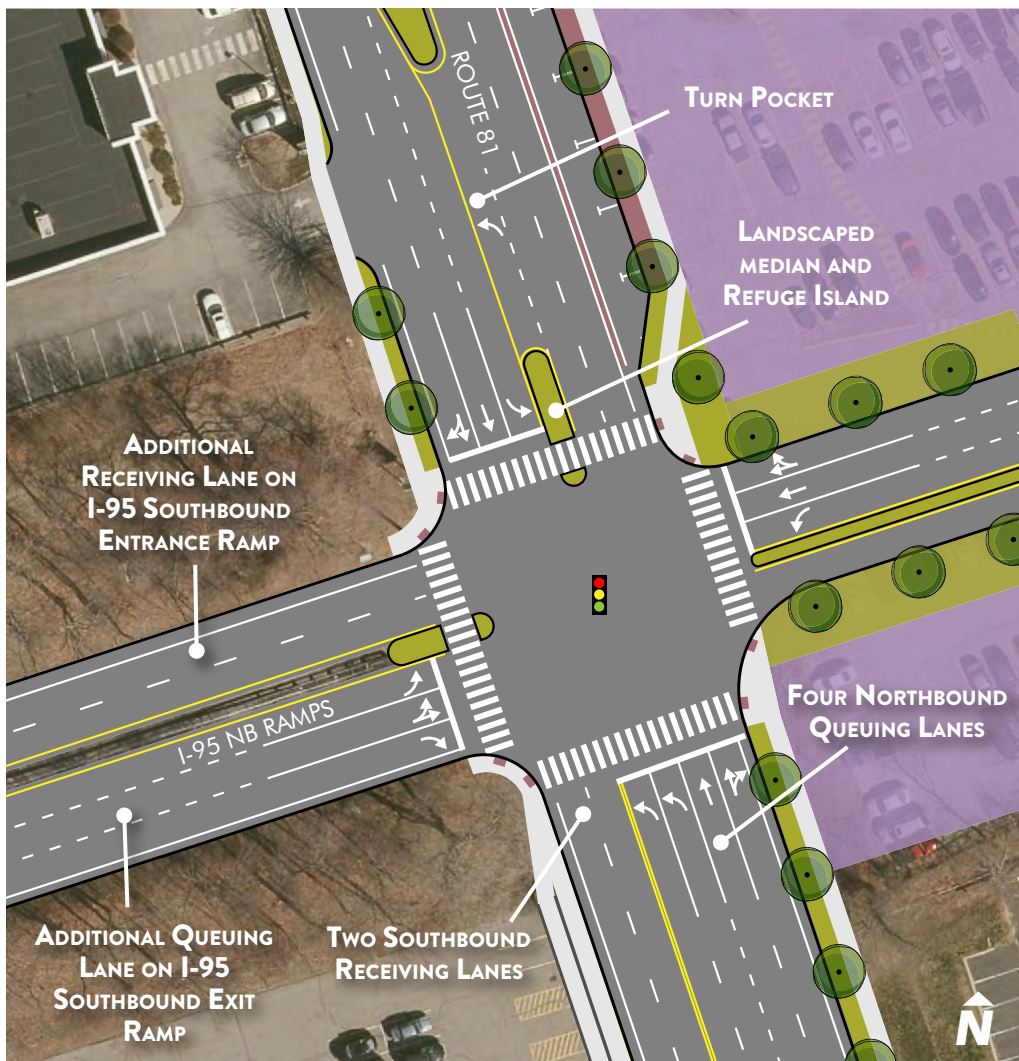 ROUTE 81
TURN POCKET
LANDSCAPED
MEDIAN AND
REFUGE ISLAND
ADDITIONAL
RECEIVING LANE ON
I-95 SOUTHBOUND
ENTRANCE RAMP
I-95 NB RAMPS
FOUR NORTHBOUND
QUEUING LANES
ADDITIONAL QUEUING
LANE ON I-95
SOUTHBOUND EXIT
RAMP
TWO SOUTHBOUND
RECEIVING LANES
N